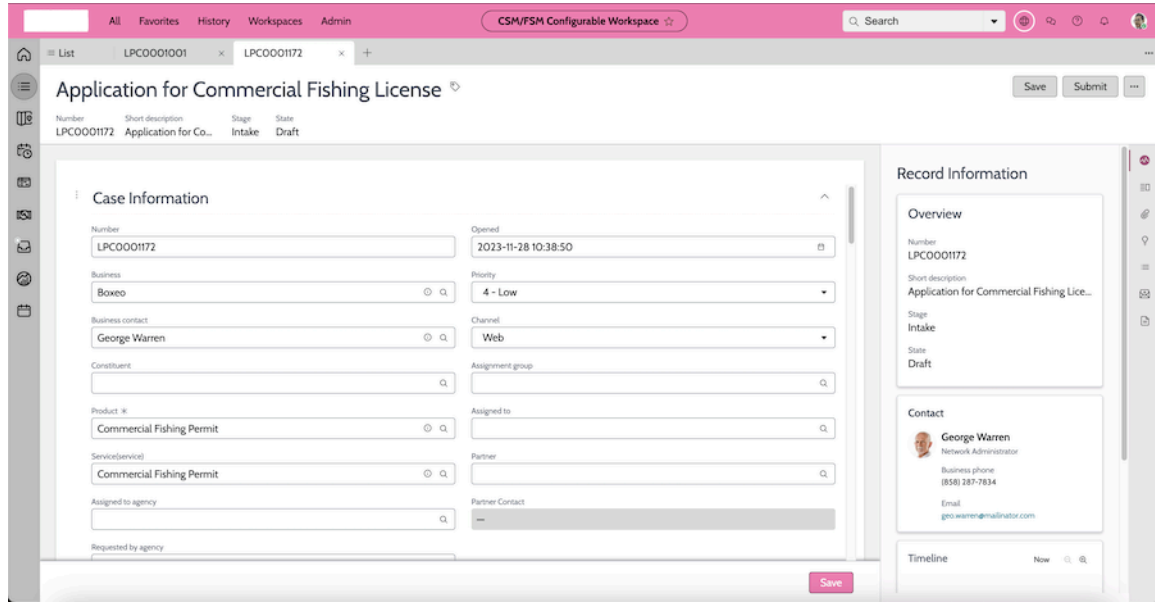 All Favorites History Workspaces Admin CSM/FSM Configurable Workspace Search
List LPC0001001 LPC0001172
Application for Commercial Fishing License
Save Submit
Number Short description Stage State
LPC0001172 Application for Co... Intake Draft
Case Information
Number
LPC0001172
Opened
2023-11-28 10:38:50
Business
Boxeo
Priority
4 - Low
Business contact
George Warren
Channel
Web
Constituent
Assignment group
Product
Commercial Fishing Permit
Assigned to
Service(service)
Commercial Fishing Permit
Partner
Assigned to agency
Partner Contact
—
Requested by agency
Save
Record Information
Overview
Number
LPC0001172
Short description
Application for Commercial Fishing Lice...
Stage
Intake
State
Draft
Contact
George Warren
Network Administrator
Business phone
(858) 287-7834
Email
geo.warren@mailinator.com
Timeline Now